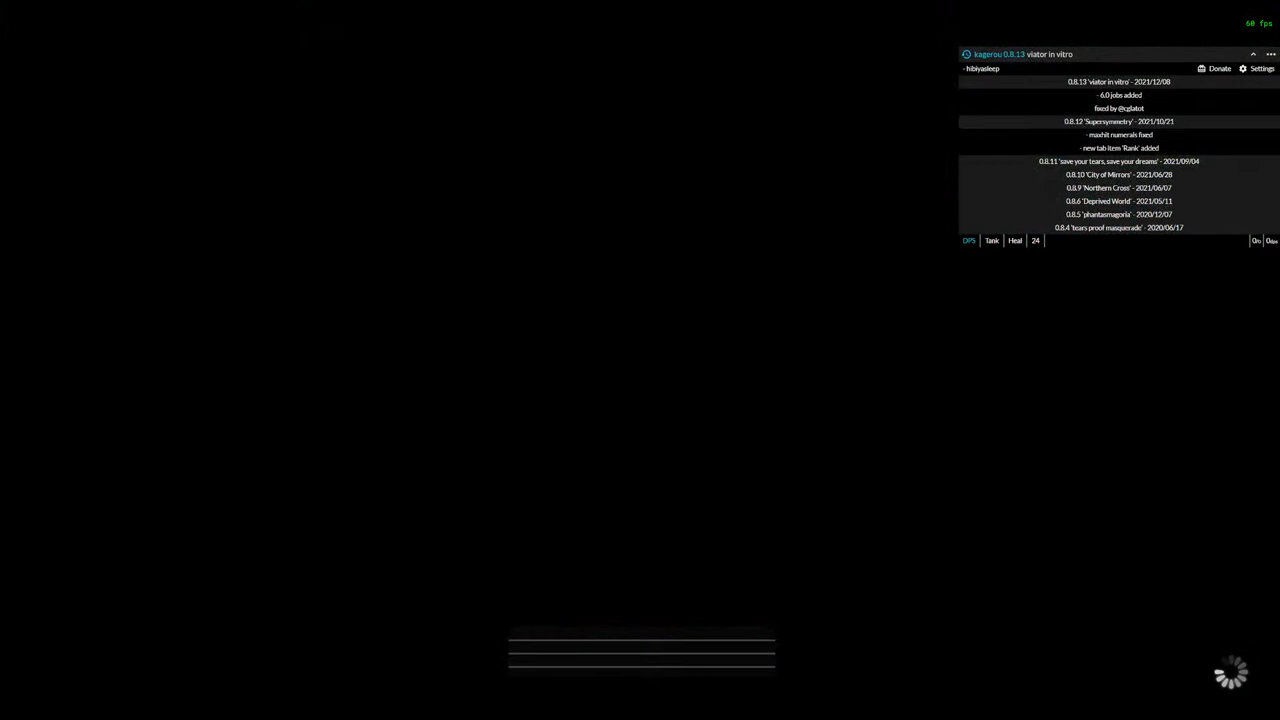 60 fps
kagerou 0.8.13 viator in vitro
- hibiyasleep Donate Settings
0.8.13 'viator in vitro' - 2021/12/08
- 6.0 jobs added
fixed by @cglatot
0.8.12 'Supersymmetry' - 2021/10/21
- maxhit numerals fixed
- new tab item 'Rank' added
0.8.11 'save your tears, save your dreams' - 2021/09/04
0.8.10 'City of Mirrors' - 2021/06/28
0.8.9 'Northern Cross' - 2021/06/07
0.8.6 'Deprived World' - 2021/05/11
0.8.5 'phantasmagoria' - 2020/12/07
0.8.4 'tears proof masquerade' - 2020/06/17
DPS Tank Heal 24 0 0